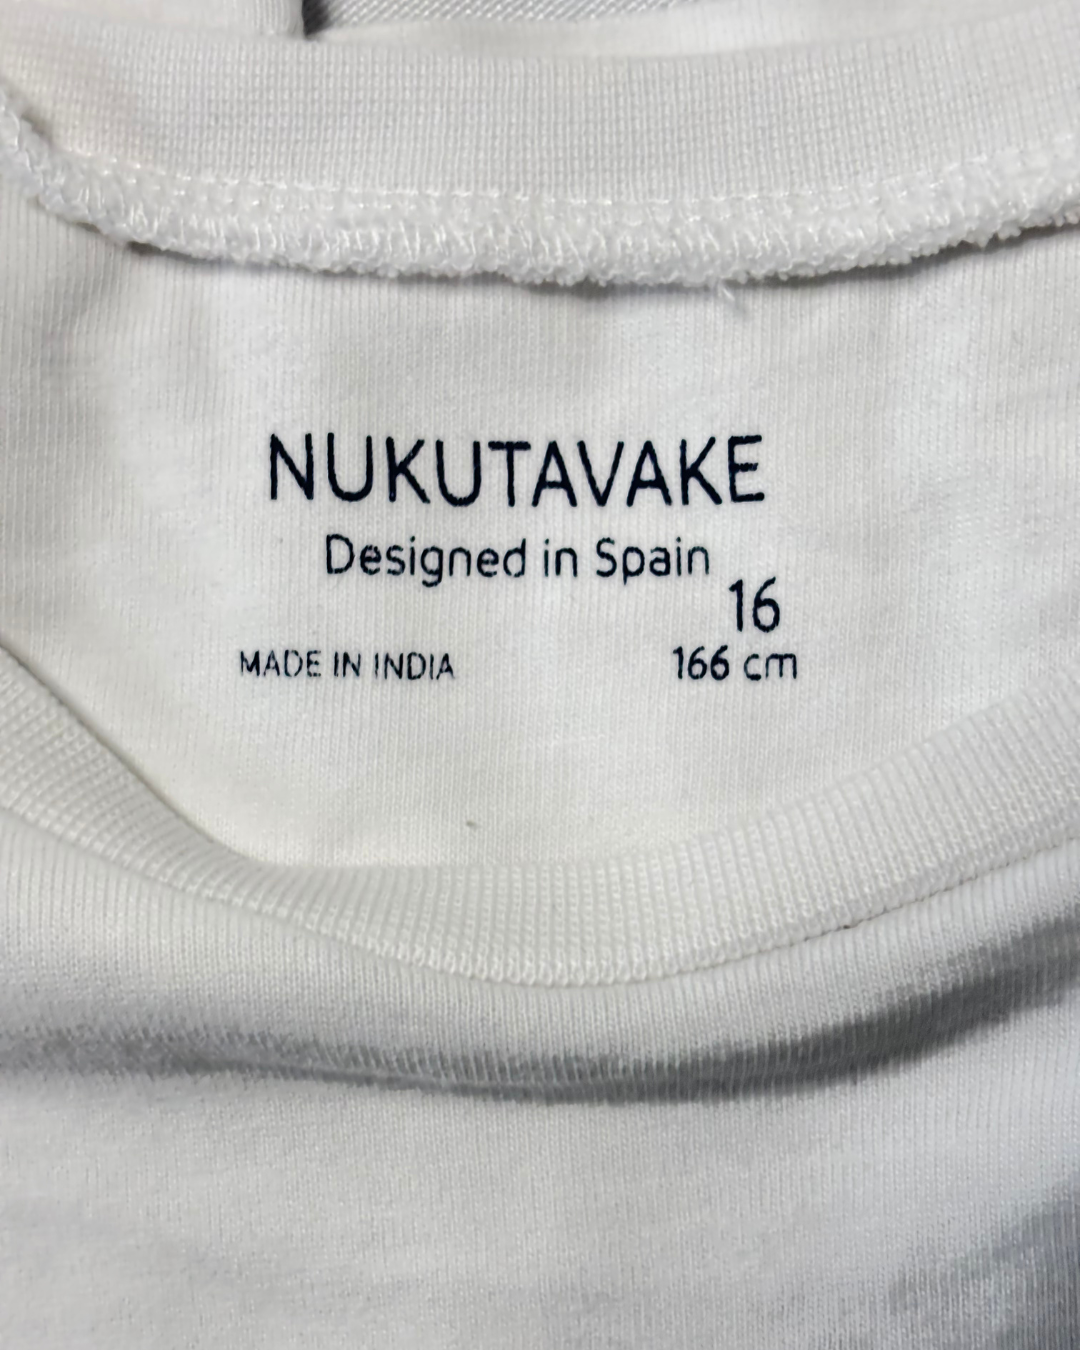 NUKUTAVAKE
Designed in Spain
16
MADE IN INDIA 166 cm